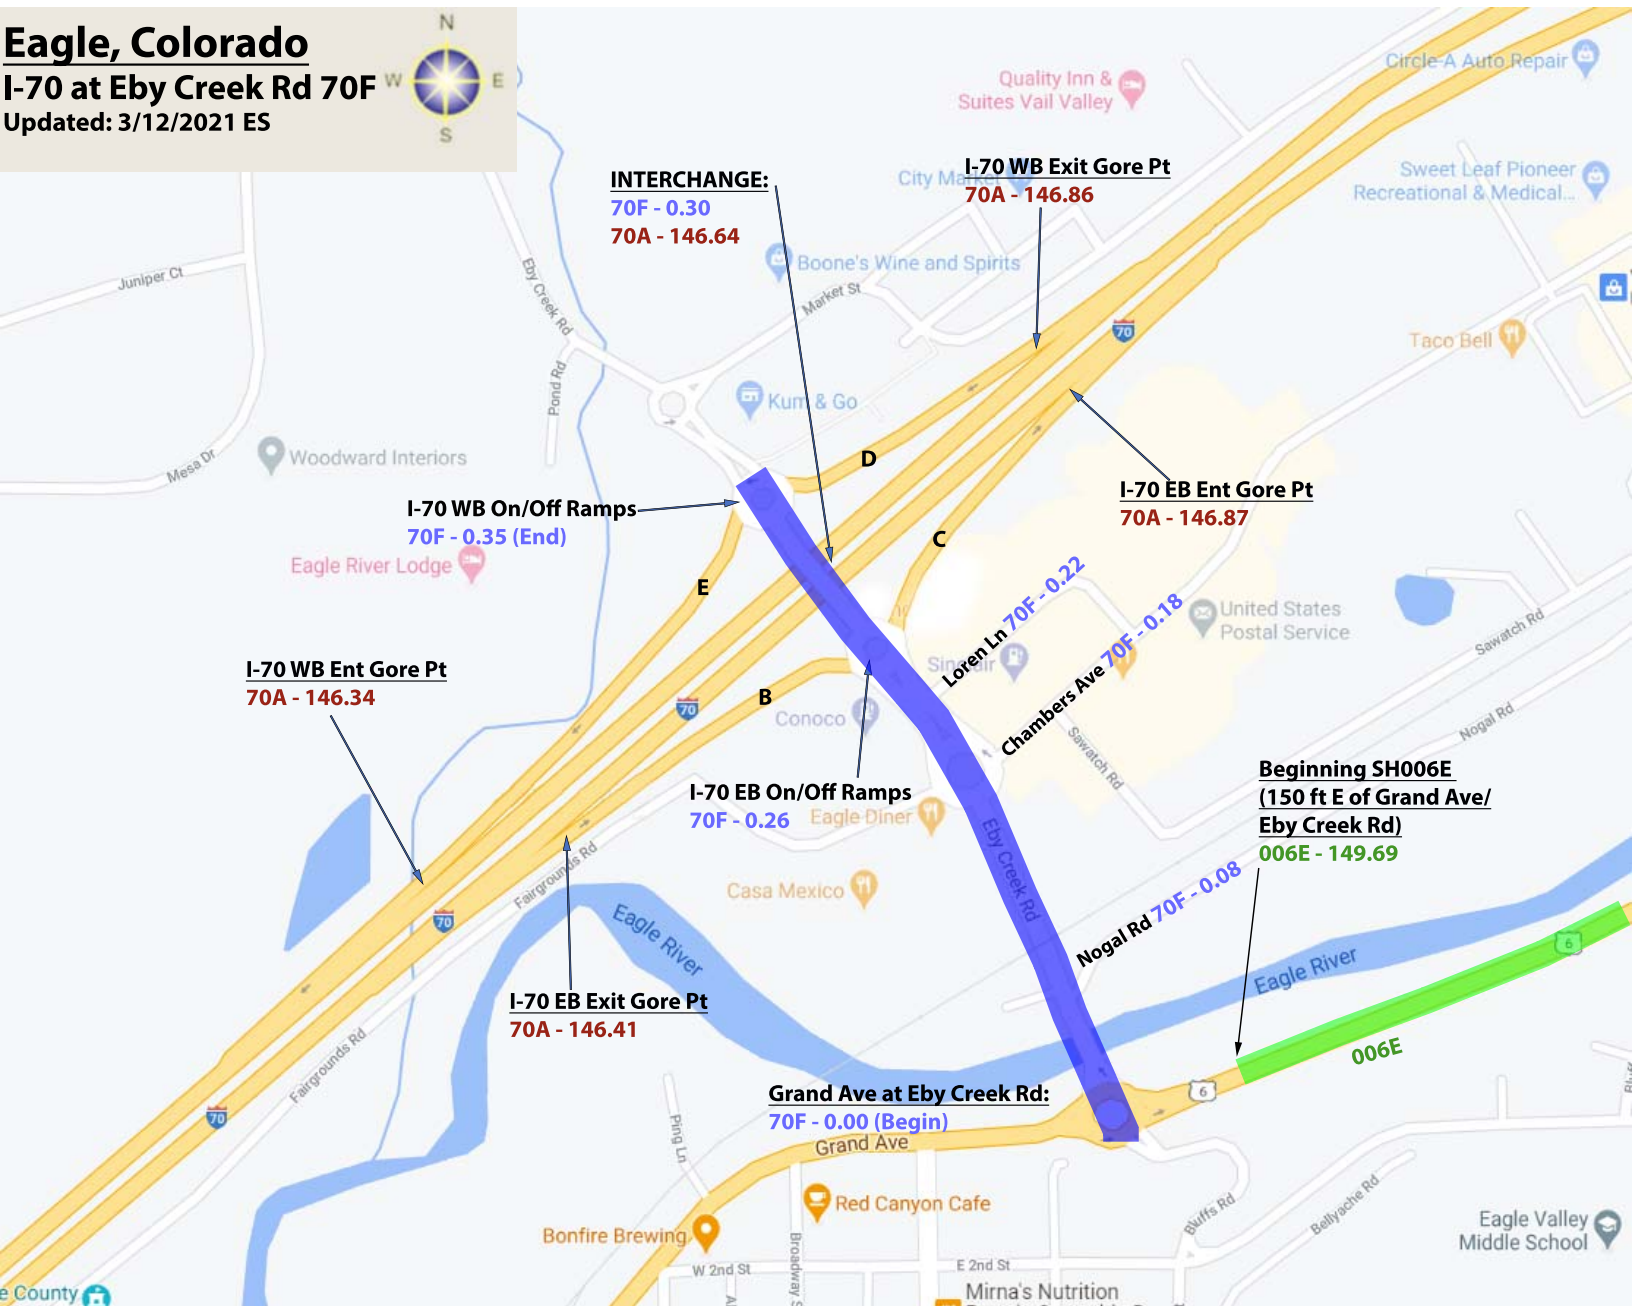 Eagle, Colorado
I-70 at Eby Creek Rd 70F
Updated: 3/12/2021 ES
N
W
E
S
Quality Inn &
Suites Vail Valley
Circle-A Auto Repair
Sweet Leaf Pioneer
Recreational & Medical...
City Market
I-70 WB Exit Gore Pt
70A - 146.86
INTERCHANGE:
70F - 0.30
70A - 146.64
Boone's Wine and Spirits
Market St
Juniper Ct
Eby Creek Rd
Pond Rd
Mesa Dr
70
Taco Bell
Kum & Go
Woodward Interiors
D
I-70 WB On/Off Ramps
70F - 0.35 (End)
I-70 EB Ent Gore Pt
70A - 146.87
C
Eagle River Lodge
E
Loren Ln 70F - 0.22
Chambers Ave 70F - 0.18
United States
Postal Service
Sawatch Rd
Sinclair
I-70 WB Ent Gore Pt
70A - 146.34
70
B
Conoco
Nogal Rd
Sawatch Rd
Beginning SH006E
(150 ft E of Grand Ave/
Eby Creek Rd)
006E - 149.69
I-70 EB On/Off Ramps
70F - 0.26
Eagle Diner
Eby Creek Rd
Fairgrounds Rd
Casa Mexico
Nogal Rd 70F - 0.08
70
Eagle River
6
Eagle River
I-70 EB Exit Gore Pt
70A - 146.41
006E
Fairgrounds Rd
70
Grand Ave at Eby Creek Rd:
70F - 0.00 (Begin)
6
Grand Ave
Ping Ln
Red Canyon Cafe
Bonfire Brewing
Bluffs Rd
Bellyache Rd
Eagle Valley
Middle School
Broadway S
W 2nd St
E 2nd St
e County
Mirna's Nutrition